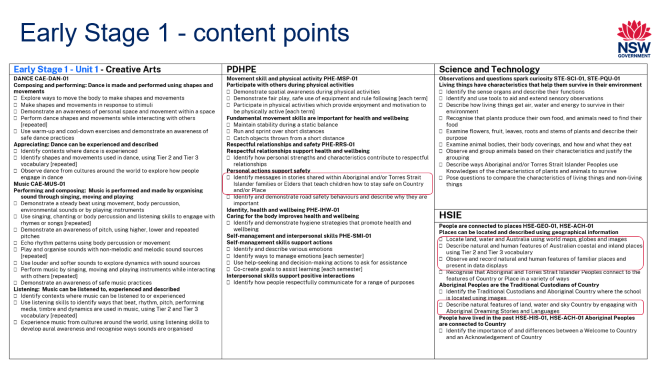 Early Stage 1 - content points
NSW
GOVERNMENT
Early Stage 1 - Unit 1 - Creative Arts
DANCE CAE-DAN-01
Composing and performing: Dance is made and performed using shapes and
movements
Explore ways to move the body to make shapes and movements
Make shapes and movements in response to stimuli
Demonstrate an awareness of personal space and movement within a space
Perform dance shapes and movements while interacting with others
[repeated]
Use warm-up and cool-down exercises and demonstrate an awareness of
safe dance practices
Appreciating: Dance can be experienced and described
Identify contexts where dance is experienced
Identify shapes and movements used in dance, using Tier 2 and Tier 3
vocabulary [repeated]
Observe dance from cultures around the world to explore how people
engage in dance
Music CAE-MUS-01
Performing and composing: Music is performed and made by organising
sound through singing, moving and playing
Demonstrate a steady beat using movement, body percussion,
environmental sounds or by playing instruments
Using singing, chanting or body percussion and listening skills to engage with
rhymes or songs [repeated]
Demonstrate an awareness of pitch, using higher, lower and repeated
pitches
Echo rhythm patterns using body percussion or movement
Play and organise sounds with non-melodic and melodic sound sources
[repeated]
Use louder and softer sounds to explore dynamics with sound sources
Perform music by singing, moving and playing instruments while interacting
with others [repeated]
Demonstrate an awareness of safe music practices
Listening: Music can be listened to, experienced and described
Identify contexts where music can be listened to or experienced
Use listening skills to identify ways that beat, rhythm, pitch, performing
media, timbre and dynamics are used in music, using Tier 2 and Tier 3
vocabulary [repeated]
Experience music from cultures around the world, using listening skills to
develop aural awareness and recognise ways sounds are organised
PDHPE
Movement skill and physical activity PHE-MSP-01
Participate with others during physical activities
Demonstrate spatial awareness during physical activities
Demonstrate fair play, safe use of equipment and rule following [each term]
Participate in physical activities which provide enjoyment and motivation to
be physically active [each term]
Fundamental movement skills are important for health and wellbeing
Maintain stability during a static balance
Run and sprint over short distances
Catch objects thrown from a short distance
Respectful relationships and safety PHE-RRS-01
Respectful relationships support health and wellbeing
Identify how personal strengths and characteristics contribute to respectful
relationships
Personal actions support safety
Identify messages in stories shared within Aboriginal and/or Torres Strait
Islander families or Elders that teach children how to stay safe on Country
and/or Place
Identify and demonstrate road safety behaviours and describe why they are
important
Identity, health and wellbeing PHE-IHW-01
Caring for the body improves health and wellbeing
Identify and demonstrate hygiene strategies that promote health and
wellbeing
Self-management and interpersonal skills PHE-SMI-01
Self-management skills support actions
Identify and describe various emotions
Identify ways to manage emotions [each term]
Use help-seeking and decision-making actions to ask for assistance
Co-create goals to assist learning [each semester]
Interpersonal skills support positive interactions
Identify how people respectfully communicate for a range of purposes
Science and Technology
Observations and questions spark curiosity STE-SCI-01, STE-PQU-01
Living things have characteristics that help them survive in their environment
Identify the sense organs and describe their functions
Identify and use tools to aid and extend sensory observations
Describe how living things get air, water and energy to survive in their
environment
Recognise that plants produce their own food, and animals need to find their
food
Examine flowers, fruit, leaves, roots and stems of plants and describe their
purpose
Examine animal bodies, their body coverings, and how and what they eat
Observe and group animals based on their characteristics and justify the
grouping
Describe ways Aboriginal and/or Torres Strait Islander Peoples use
Knowledges of the characteristics of plants and animals to survive
Pose questions to compare the characteristics of living things and non-living
things
HSIE
People are connected to places HSE-GEO-01, HSE-ACH-01
Places can be located and described using geographical information
Locate land, water and Australia using world maps, globes and images
Describe natural and human features of Australian coastal and inland places
using Tier 2 and Tier 3 vocabulary
Observe and record natural and human features of familiar places and
present in data displays
Recognise that Aboriginal and Torres Strait Islander Peoples connect to the
features of Country or Place in a variety of ways
Aboriginal Peoples are the Traditional Custodians of Country
Identify the Traditional Custodians and Aboriginal Country where the school
is located using images
Describe natural features of land, water and sky Country by engaging with
Aboriginal Dreaming Stories and Languages
People have lived in the past HSE-HIS-01, HSE-ACH-01 Aboriginal Peoples
are connected to Country
Identify the importance of and differences between a Welcome to Country
and an Acknowledgement of Country